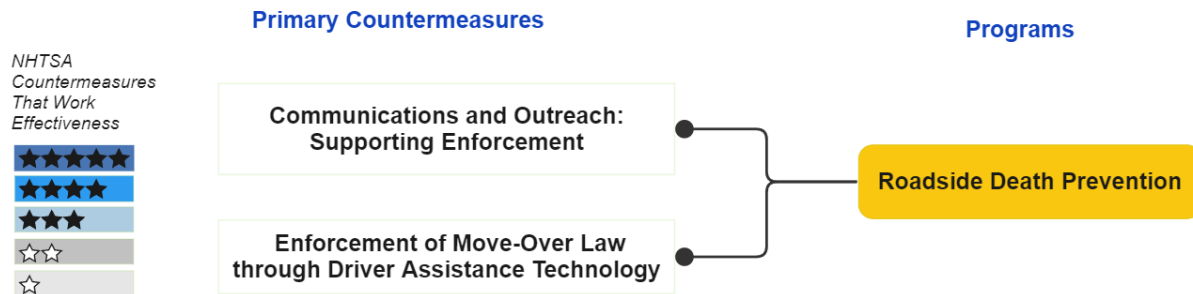 Primary Countermeasures
Programs
NHTSA
Countermeasures
That Work
Effectiveness
Communications and Outreach:
Supporting Enforcement
Roadside Death Prevention
Enforcement of Move-Over Law
through Driver Assistance Technology